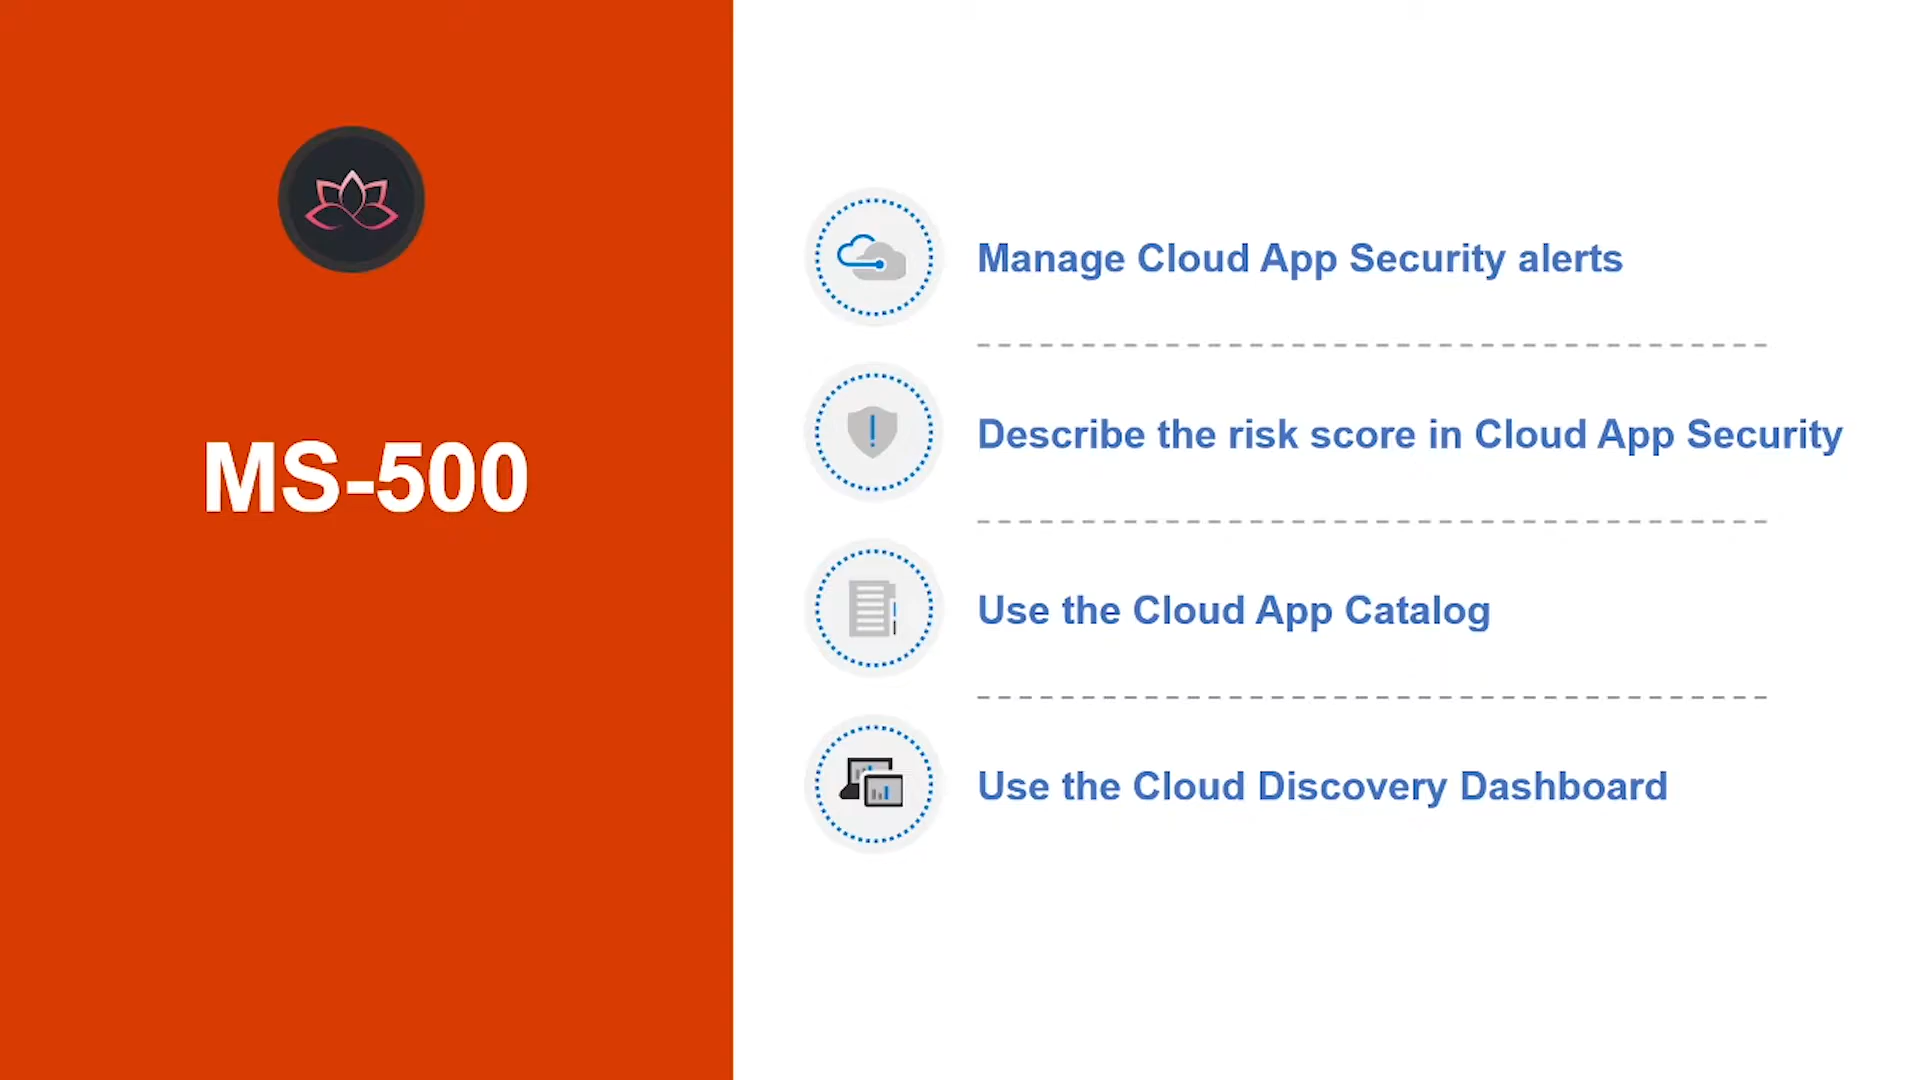 MS-500
Manage Cloud App Security alerts
Describe the risk score in Cloud App Security
Use the Cloud App Catalog
Use the Cloud Discovery Dashboard